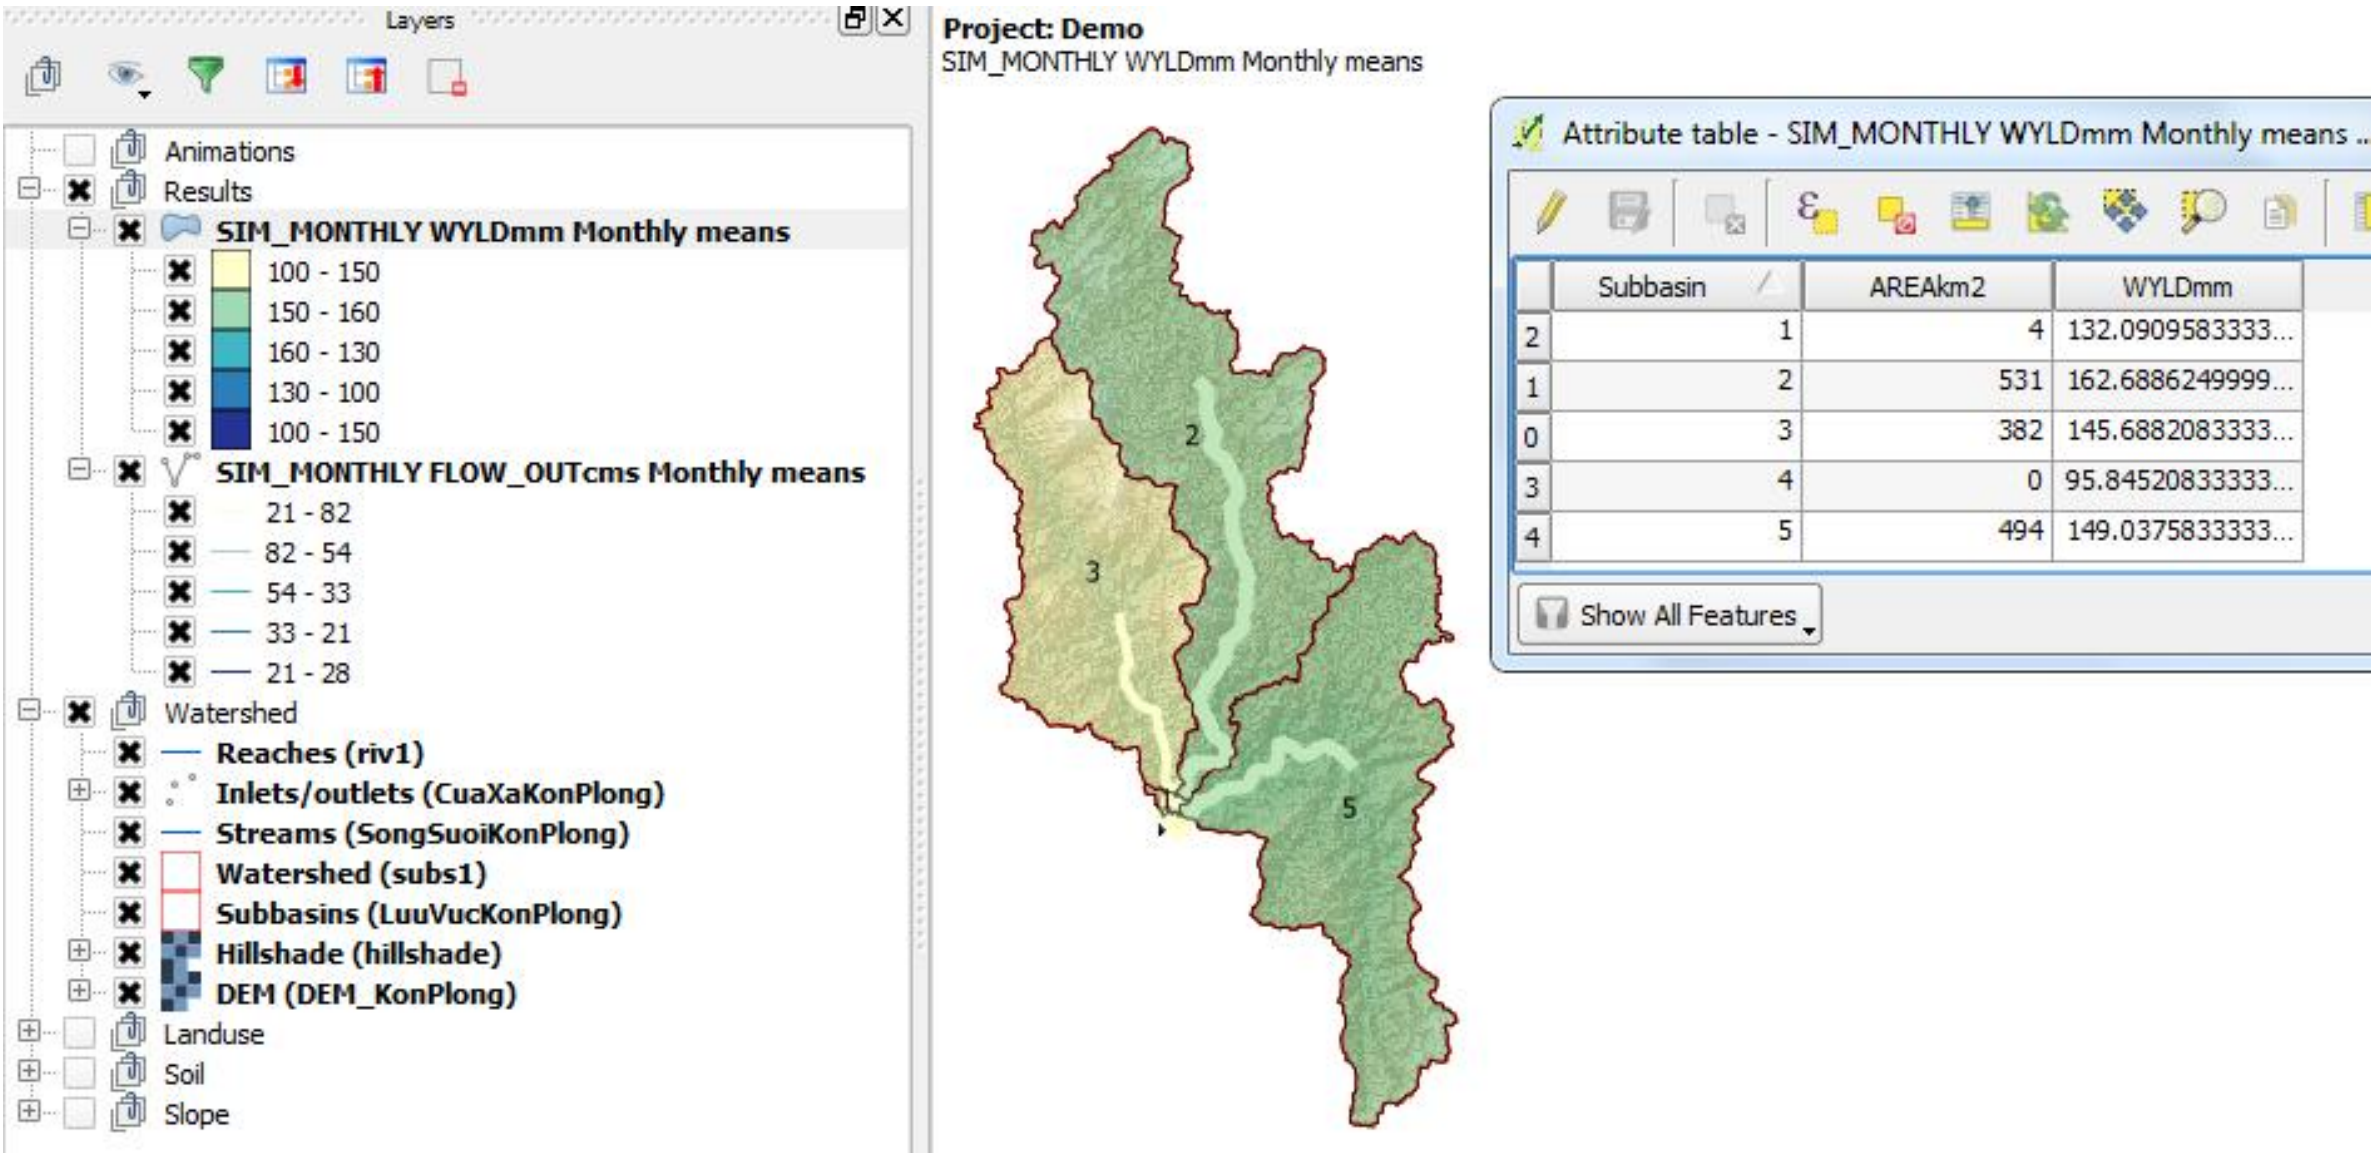 Layers
Animations
Results
SIM_MONTHLY WYLDmm Monthly means
100 - 150
150 - 160
160 - 130
130 - 100
100 - 150
SIM_MONTHLY FLOW_OUTcms Monthly means
21 - 82
82 - 54
54 - 33
33 - 21
21 - 28
Watershed
Reaches (riv1)
Inlets/outlets (CuaXaKonPlong)
Streams (SongSuoiKonPlong)
Watershed (subs1)
Subbasins (LuuVucKonPlong)
Hillshade (hillshade)
DEM (DEM_KonPlong)
Landuse
Soil
Slope
Project: Demo
SIM_MONTHLY WYLDmm Monthly means
2
3
5
Attribute table - SIM_MONTHLY WYLDmm Monthly means ...
Subbasin AREAkm2 WYLDmm
2 1 4 132.0909583333...
1 2 531 162.6886249999...
0 3 382 145.6882083333...
3 4 0 95.84520833333...
4 5 494 149.0375833333...
Show All Features